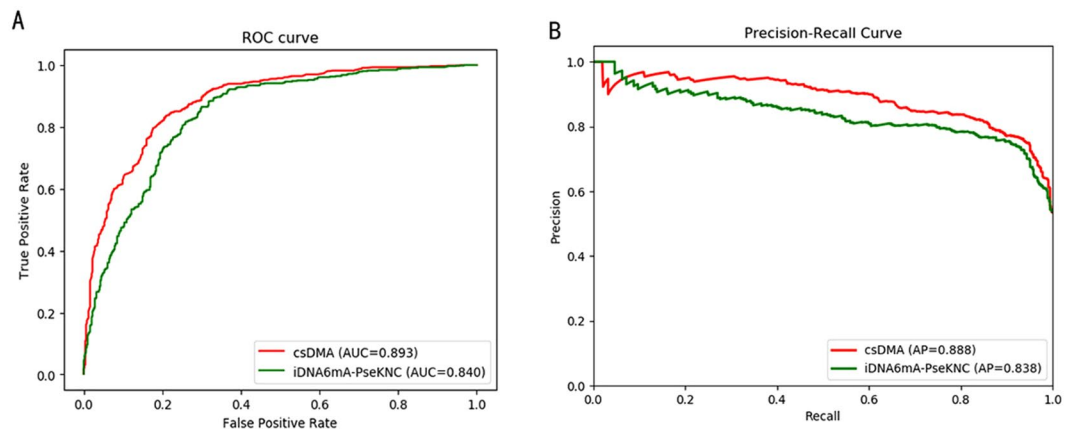 A
ROC curve
True Positive Rate
1.0
0.8
0.6
0.4
0.2
0.0
csDMA (AUC=0.893)
iDNA6mA-PseKNC (AUC=0.840)
0.0 0.2 0.4 0.6 0.8 1.0
False Positive Rate
B
Precision-Recall Curve
Precision
1.0
0.8
0.6
0.4
0.2
0.0
csDMA (AP=0.888)
iDNA6mA-PseKNC (AP=0.838)
0.0 0.2 0.4 0.6 0.8 1.0
Recall